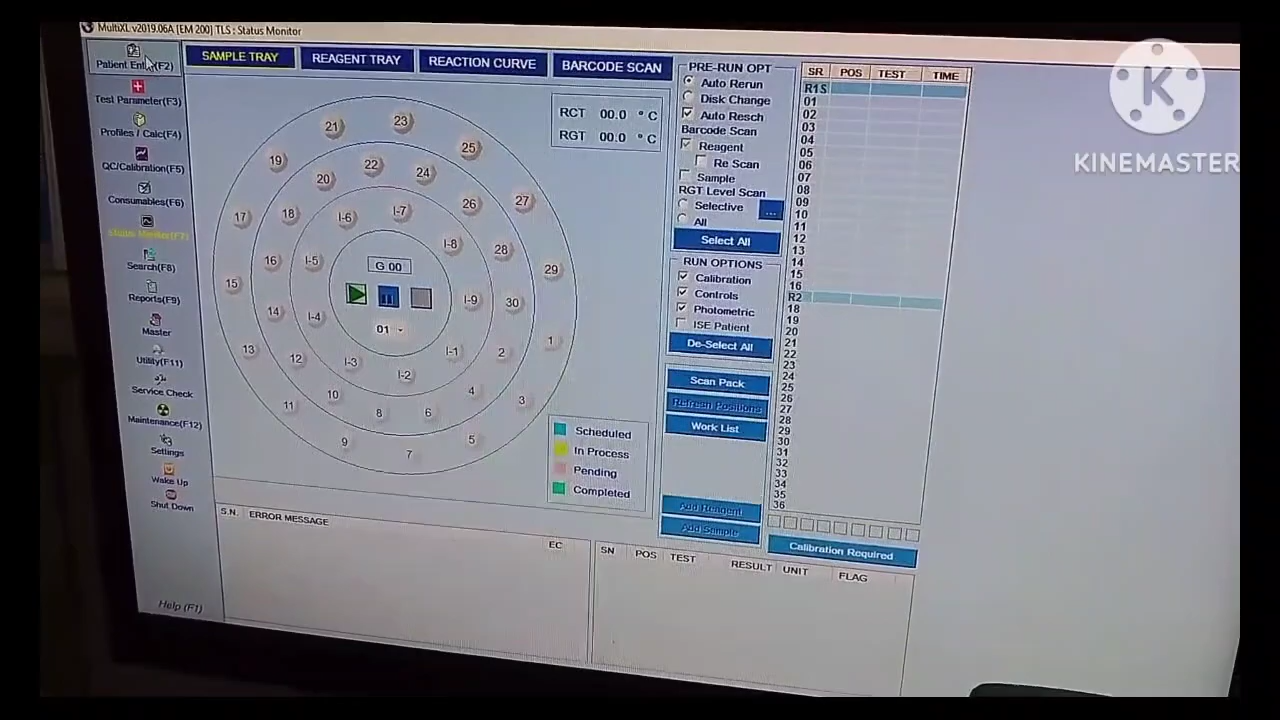 MultiXL v2019.06A [EM 200] TLS : Status Monitor
Patient Entry(F2)
Test Parameter(F3)
Profiles / Calc(F4)
QC/Calibration(F5)
Consumables(F6)
Status Monitor(F7)
Search(F8)
Reports(F9)
Master
Utility(F11)
Service Check
Maintenance(F12)
Settings
Wake Up
Shut Down
Help (F1)
SAMPLE TRAY
REAGENT TRAY
REACTION CURVE
BARCODE SCAN
RCT 00.0 ° C
RGT 00.0 ° C
21
23
25
19
22
20
24
27
17
18
I-6
I-7
26
16
I-5
I-8
28
15
29
G 00
14
I-4
I-9
30
01
13
12
I-3
I-2
I-1
2
1
11
10
8
6
4
3
9
7
5
Scheduled
In Process
Pending
Completed
PRE-RUN OPT
Auto Rerun
Disk Change
Auto Resch
Barcode Scan
Reagent
Re Scan
Sample
RGT Level Scan
Selective
...
All
Select All
RUN OPTIONS
Calibration
Controls
Photometric
ISE Patient
De-Select All
Scan Pack
Refresh Positions
Work List
Add Reagent
Add Sample
SR POS TEST TIME
R1S
01
02
03
04
05
06
07
08
09
10
11
12
13
14
15
16
R2
18
19
20
21
22
23
24
25
26
27
28
29
30
31
32
33
34
35
36
Calibration Required
S.N. ERROR MESSAGE EC
SN POS TEST RESULT UNIT FLAG
K
KINEMASTER